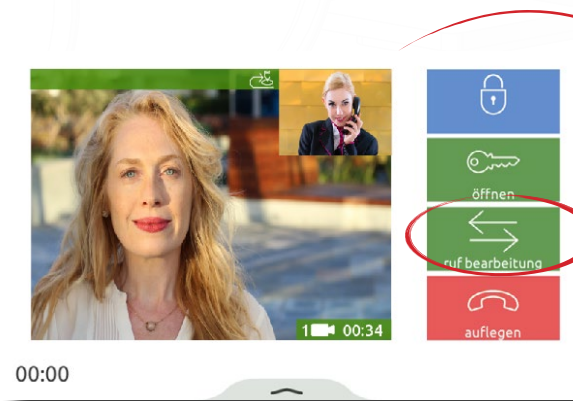 öffnen
ruf bearbeitung
auflegen
1 00:34
00:00